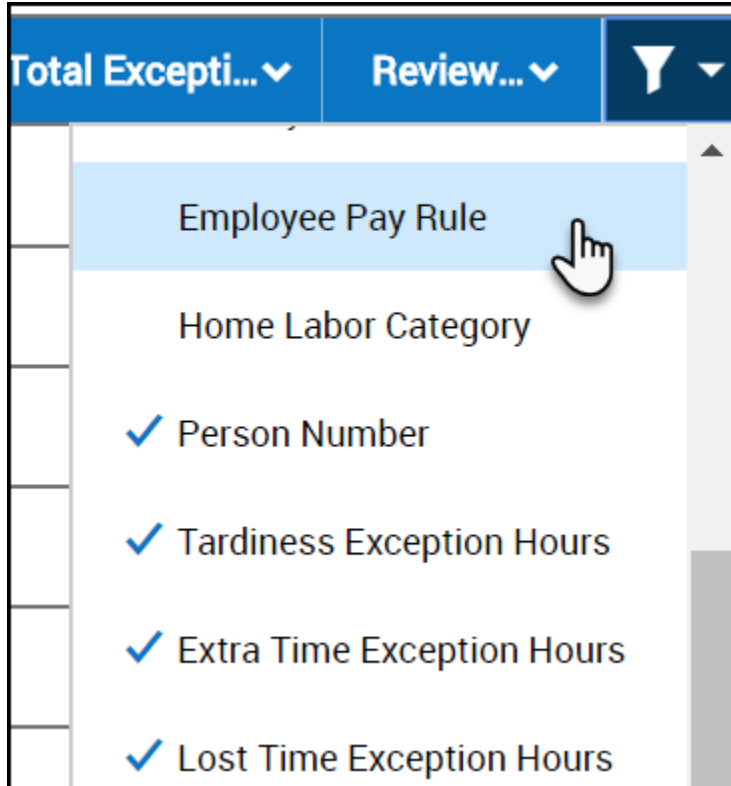 Total Excepti... Review...
Employee Pay Rule
Home Labor Category
Person Number
Tardiness Exception Hours
Extra Time Exception Hours
Lost Time Exception Hours